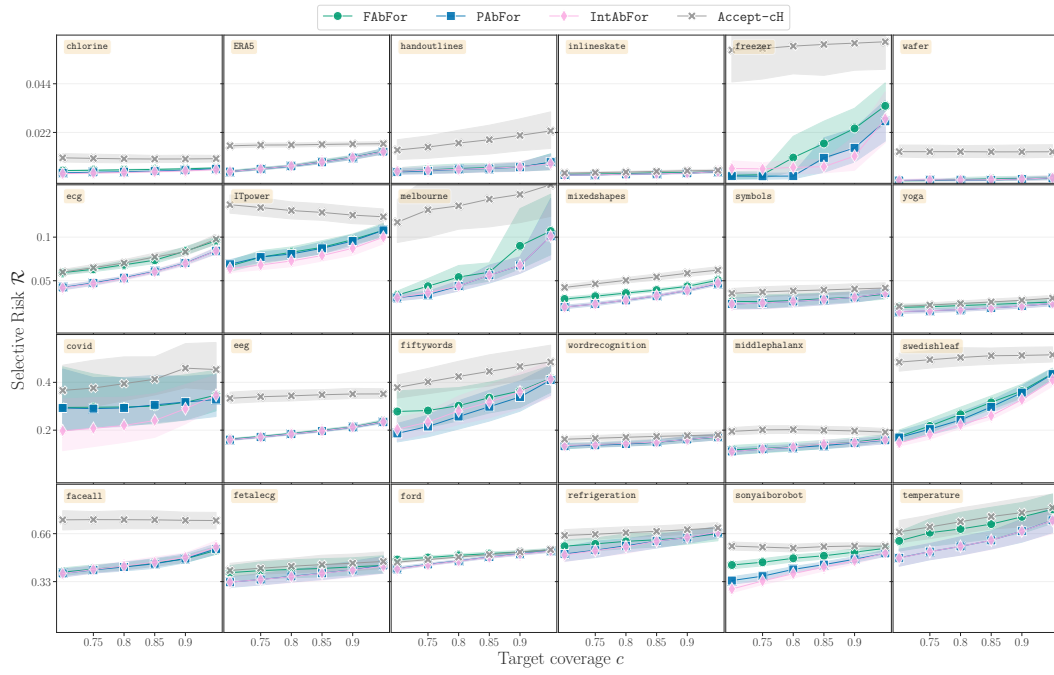 FAbFor PAbFor IntAbFor Accept-cH
chlorine ERA5 handoutlines inlineskate freezer wafer
0.044
0.022
ecg ITpower melbourne mixedshapes symbols yoga
0.1
0.05
covid eeg fiftywords wordrecognition middlephalanx swedishleaf
0.4
0.2
faceall fetalecg ford refrigeration sonyaiborobot temperature
0.66
0.33
0.75 0.8 0.85 0.9 0.75 0.8 0.85 0.9 0.75 0.8 0.85 0.9 0.75 0.8 0.85 0.9 0.75 0.8 0.85 0.9 0.75 0.8 0.85 0.9
Selective Risk R
Target coverage c